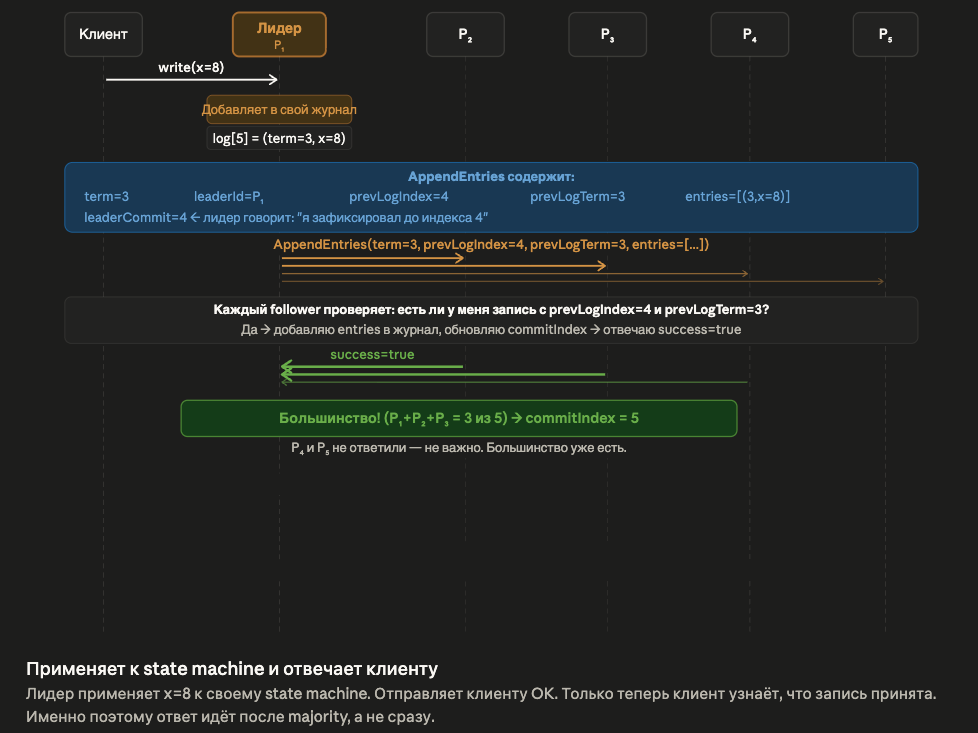 Клиент
Лидер
P₁
P₂
P₃
P₄
P₅
write(x=8)
Добавляет в свой журнал
log[5] = (term=3, x=8)
AppendEntries содержит:
term=3 leaderId=P₁ prevLogIndex=4 prevLogTerm=3 entries=[(3,x=8)]
leaderCommit=4 ← лидер говорит: "я зафиксировал до индекса 4"
AppendEntries(term=3, prevLogIndex=4, prevLogTerm=3, entries=[...])
Каждый follower проверяет: есть ли у меня запись с prevLogIndex=4 и prevLogTerm=3?
Да → добавляю entries в журнал, обновляю commitIndex → отвечаю success=true
success=true
Большинство! (P₁+P₂+P₃ = 3 из 5) → commitIndex = 5
P₄ и P₅ не ответили — не важно. Большинство уже есть.
Применяет к state machine и отвечает клиенту
Лидер применяет x=8 к своему state machine. Отправляет клиенту OK. Только теперь клиент узнаёт, что запись принята.
Именно поэтому ответ идёт после majority, а не сразу.